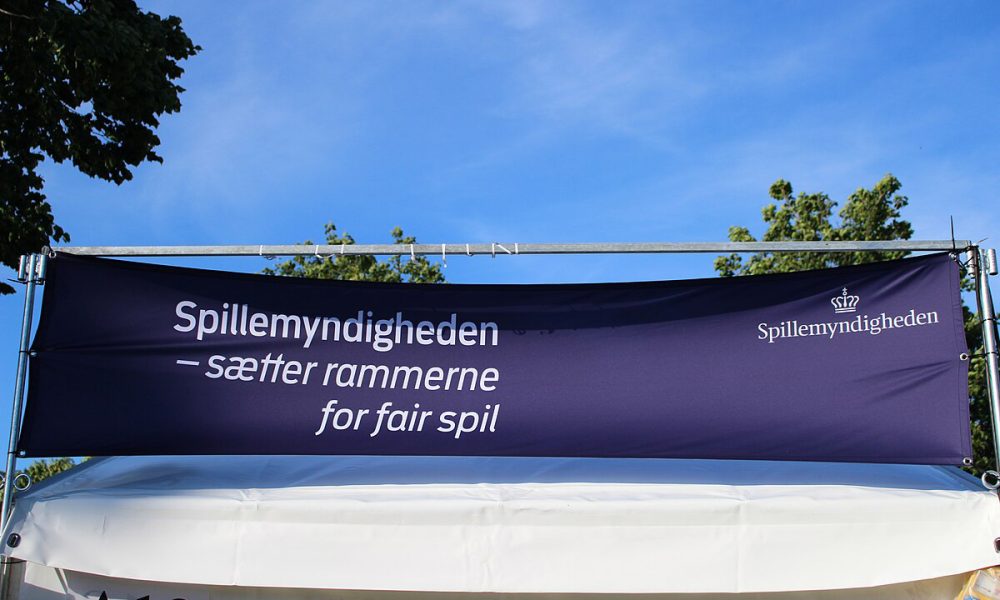 Spillemyndigheden
– sætter rammerne
for fair spil
Spillemyndigheden